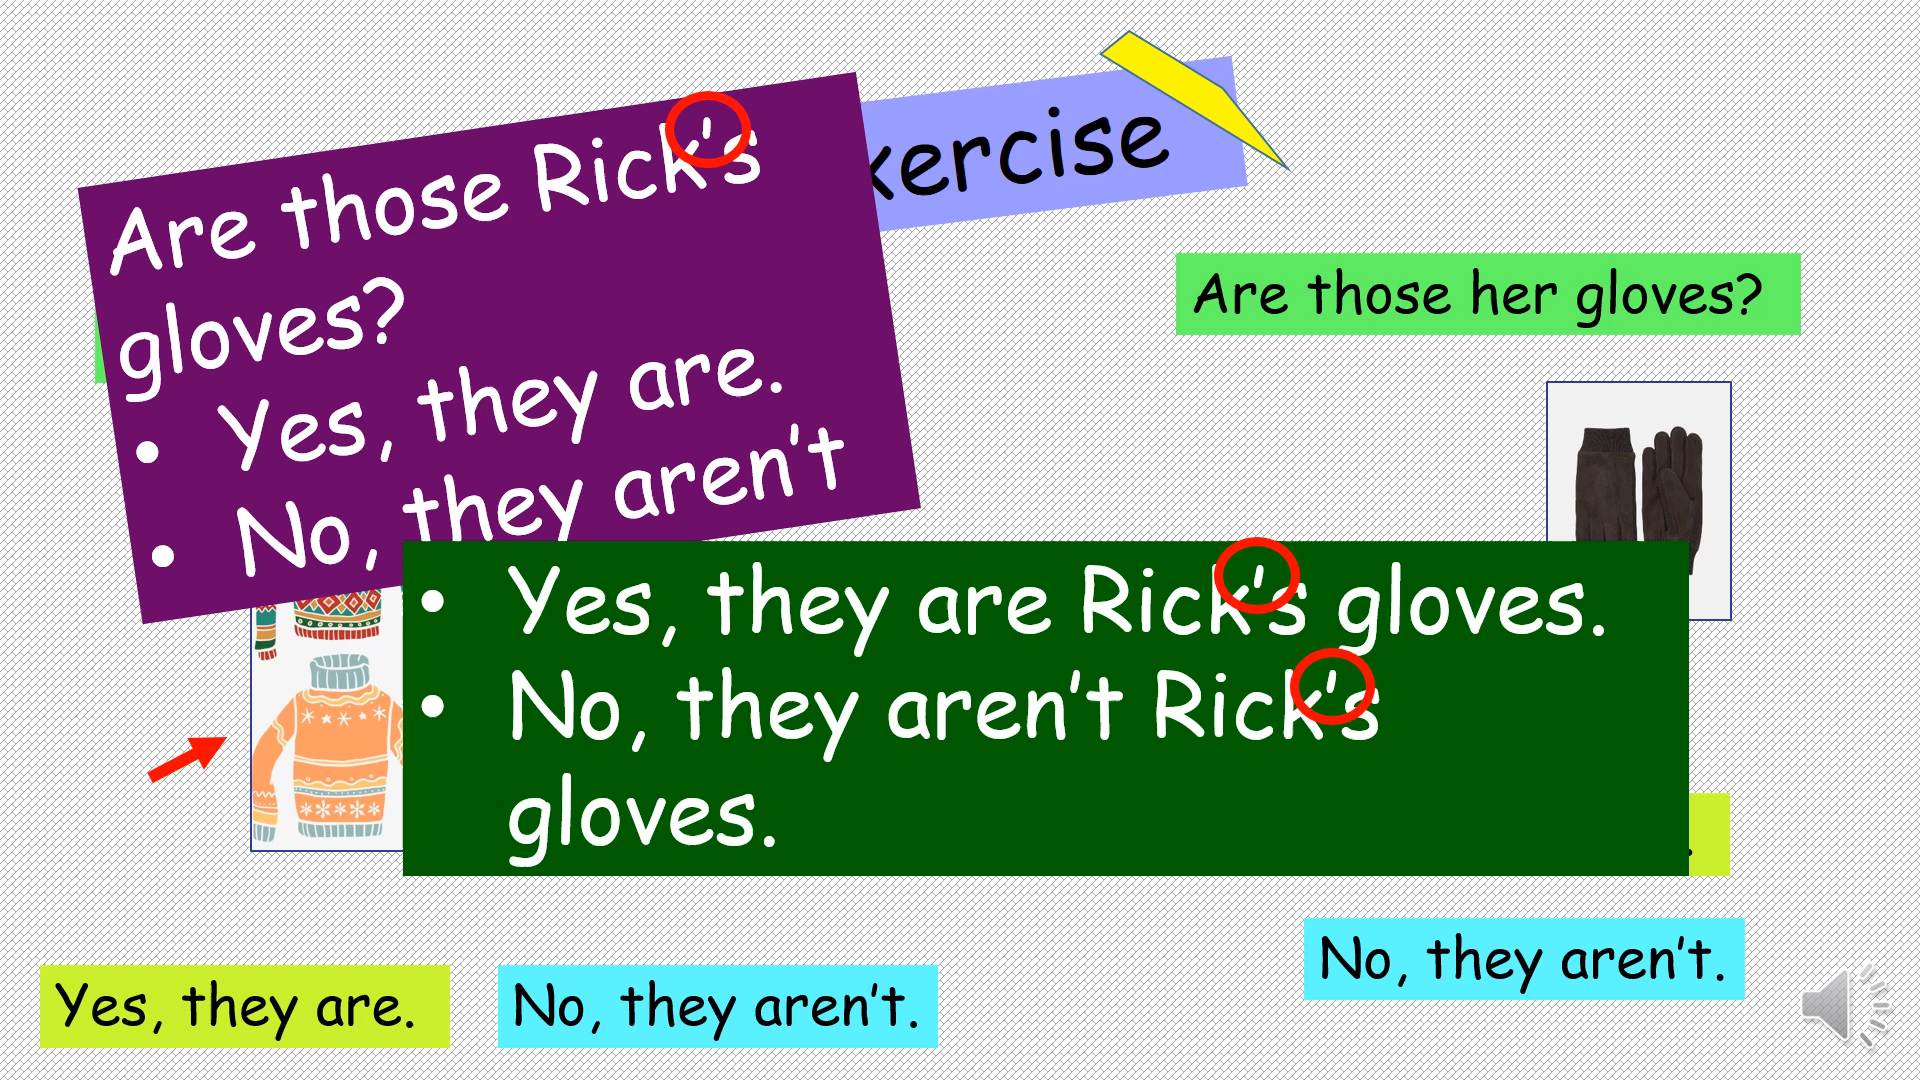 Are those Rick's
gloves?
• Yes, they are.
• No, they aren't
Are those her gloves?
• Yes, they are Rick's gloves.
• No, they aren't Rick's
gloves.
No, they aren't.
Yes, they are.
No, they aren't.